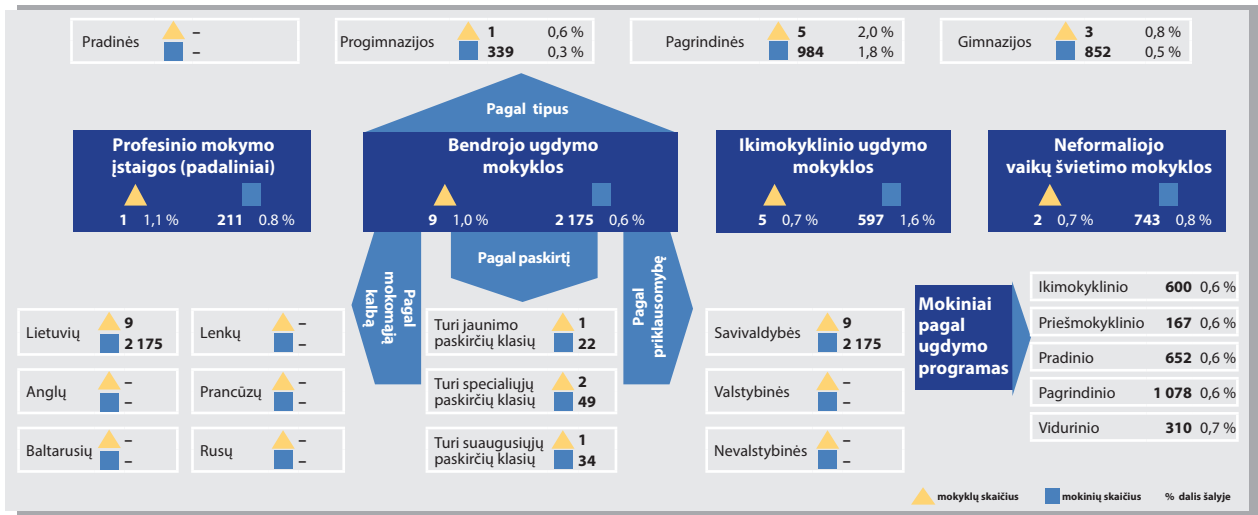 Pradinės – –
Progimnazijos 1 0,6 % 339 0,3 %
Pagrindinės 5 2,0 % 984 1,8 %
Gimnazijos 3 0,8 % 852 0,5 %
Pagal tipus
Profesinio mokymo
įstaigos (padaliniai)
1 1,1 % 211 0.8 %
Bendrojo ugdymo
mokyklos
9 1,0 % 2 175 0,6 %
Ikimokyklinio ugdymo
mokyklos
5 0,7 % 597 1,6 %
Neformaliojo
vaikų švietimo mokyklos
2 0,7 % 743 0,8 %
Pagal
mokomąją
kalbą
Pagal paskirtį
Pagal
priklausomybę
Lietuvių 9
2 175
Lenkų –
–
Anglų –
–
Prancūzų –
–
Baltarusių –
–
Rusų –
–
Turi jaunimo 1
paskirčių klasių 22
Turi specialiųjų 2
paskirčių klasių 49
Turi suaugusiųjų 1
paskirčių klasių 34
Savivaldybės 9
2 175
Valstybinės –
–
Nevalstybinės –
–
Mokiniai
pagal
ugdymo
programas
Ikimokyklinio 600 0,6 %
Priešmokyklinio 167 0,6 %
Pradinio 652 0,6 %
Pagrindinio 1 078 0,6 %
Vidurinio 310 0,7 %
mokyklų skaičius mokinių skaičius % dalis šalyje